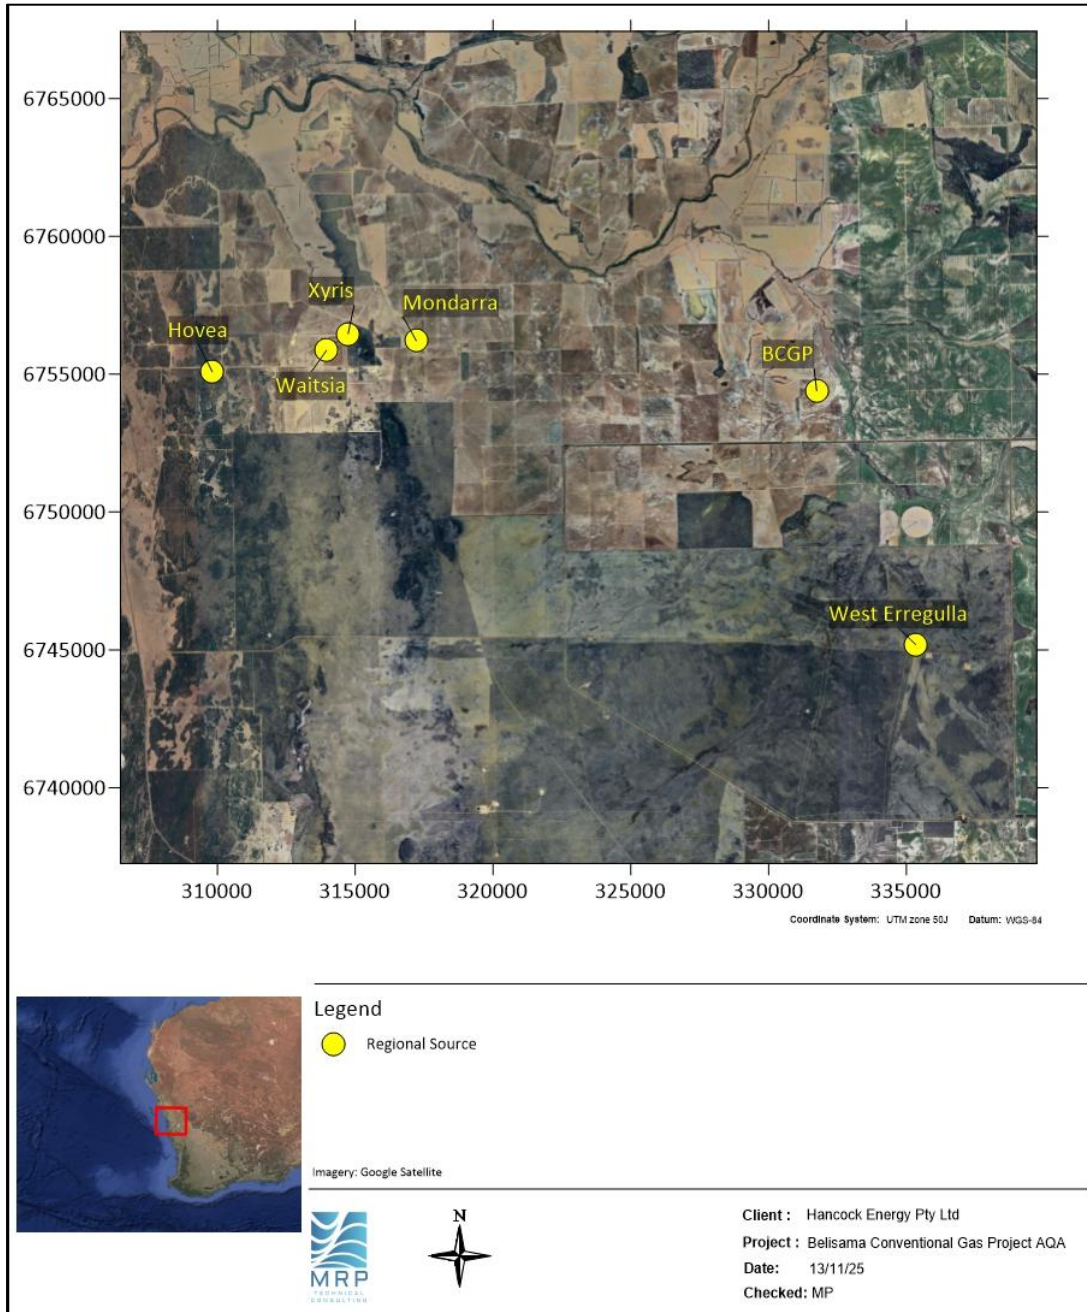 6765000
6760000
6755000
6750000
6745000
6740000
Xyris
Mondarra
Hovea
BCGP
Waitsia
West Erregulla
310000 315000 320000 325000 330000 335000
Coordinate System: UTM zone 50J Datum: WGS-84
Legend
Regional Source
Imagery: Google Satellite
N
MRP
TECHNICAL
CONSULTING
Client : Hancock Energy Pty Ltd
Project : Belisama Conventional Gas Project AQA
Date: 13/11/25
Checked: MP